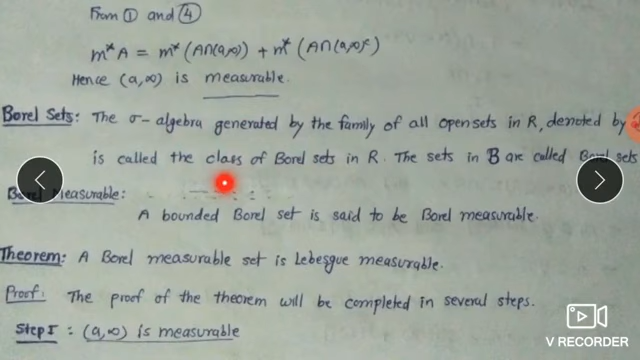 From ① and ④
m*A = m*(A∩(a,∞)) + m*(A∩(a,∞)ᶜ)
Hence (a,∞) is measurable.
Borel Sets: The σ-algebra generated by the family of all open sets in R, denoted by
is called the class of Borel sets in R. The sets in B are called Borel sets
Borel Measurable:
A bounded Borel set is said to be Borel measurable.
Theorem: A Borel measurable set is Lebesgue measurable.
Proof: The proof of the theorem will be completed in several steps.
Step I: (a,∞) is measurable
V RECORDER